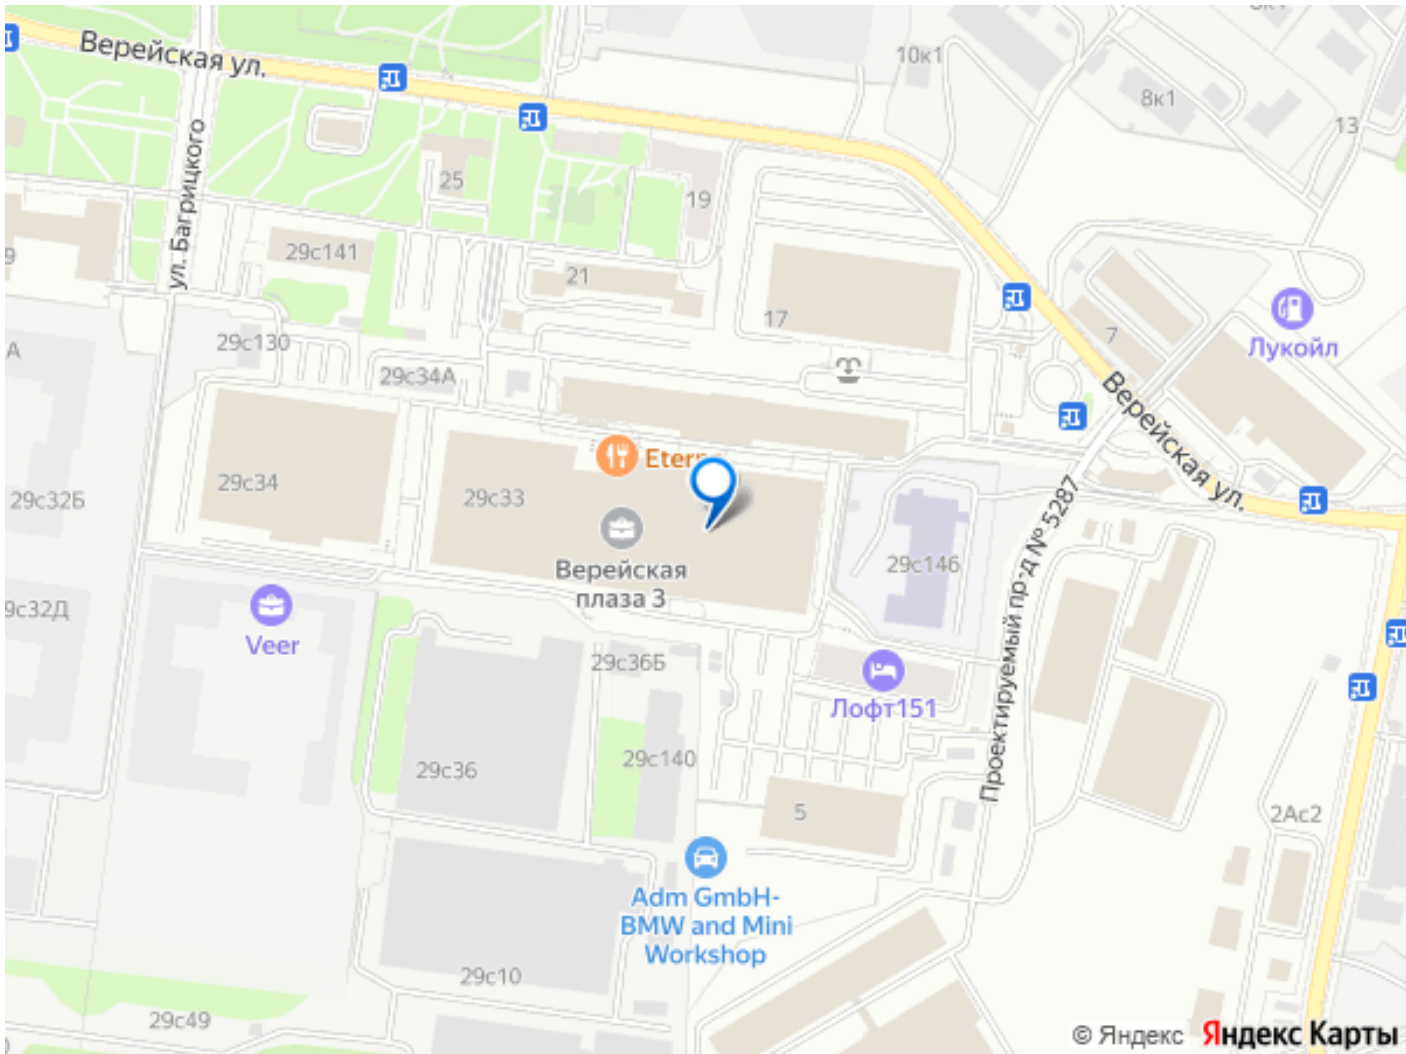 Верейская ул.
10к1
8к1
13
ул. Багрицкого
25
19
29с141
21
17
7
Лукойл
29с130
29с34А
Верейская ул.
29с34
29с33
29с32Б
Верейская
плаза 3
29с146
Проектируемый пр-д № 5287
Veer
29с36Б
Лофт151
29с36
29с140
5
2Ас2
Adm GmbH-
BMW and Mini
Workshop
29с10
29с49
© Яндекс Яндекс Карты